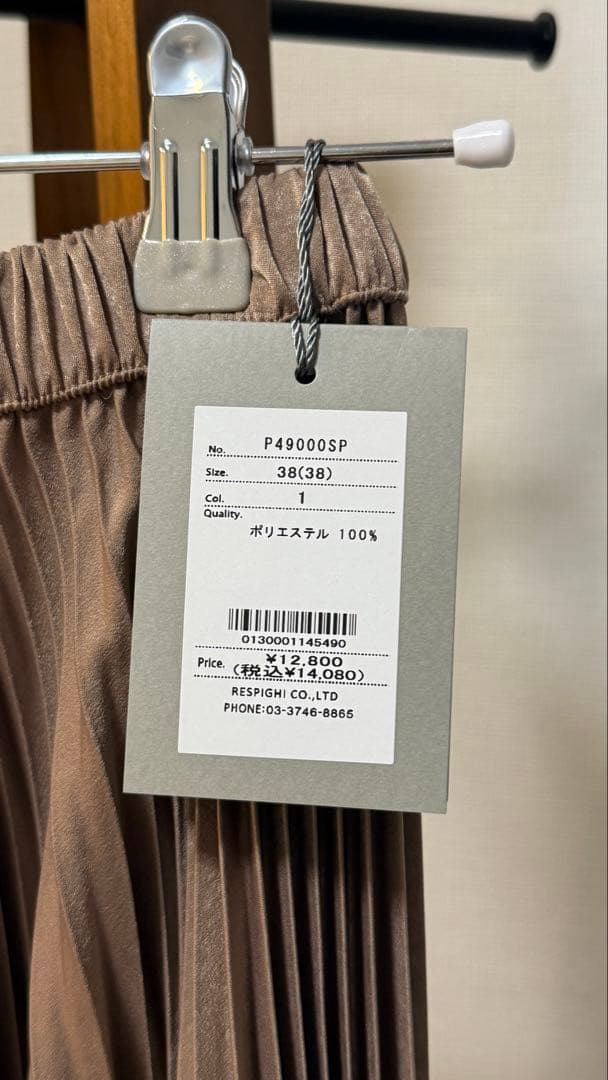 No. P49000SP
Size. 38(38)
Col. 1
Quality.
ポリエステル 100%
0130001145490
Price. ¥12,800
(税込¥14,080)
RESPIGHI CO.,LTD
PHONE:03-3746-8865